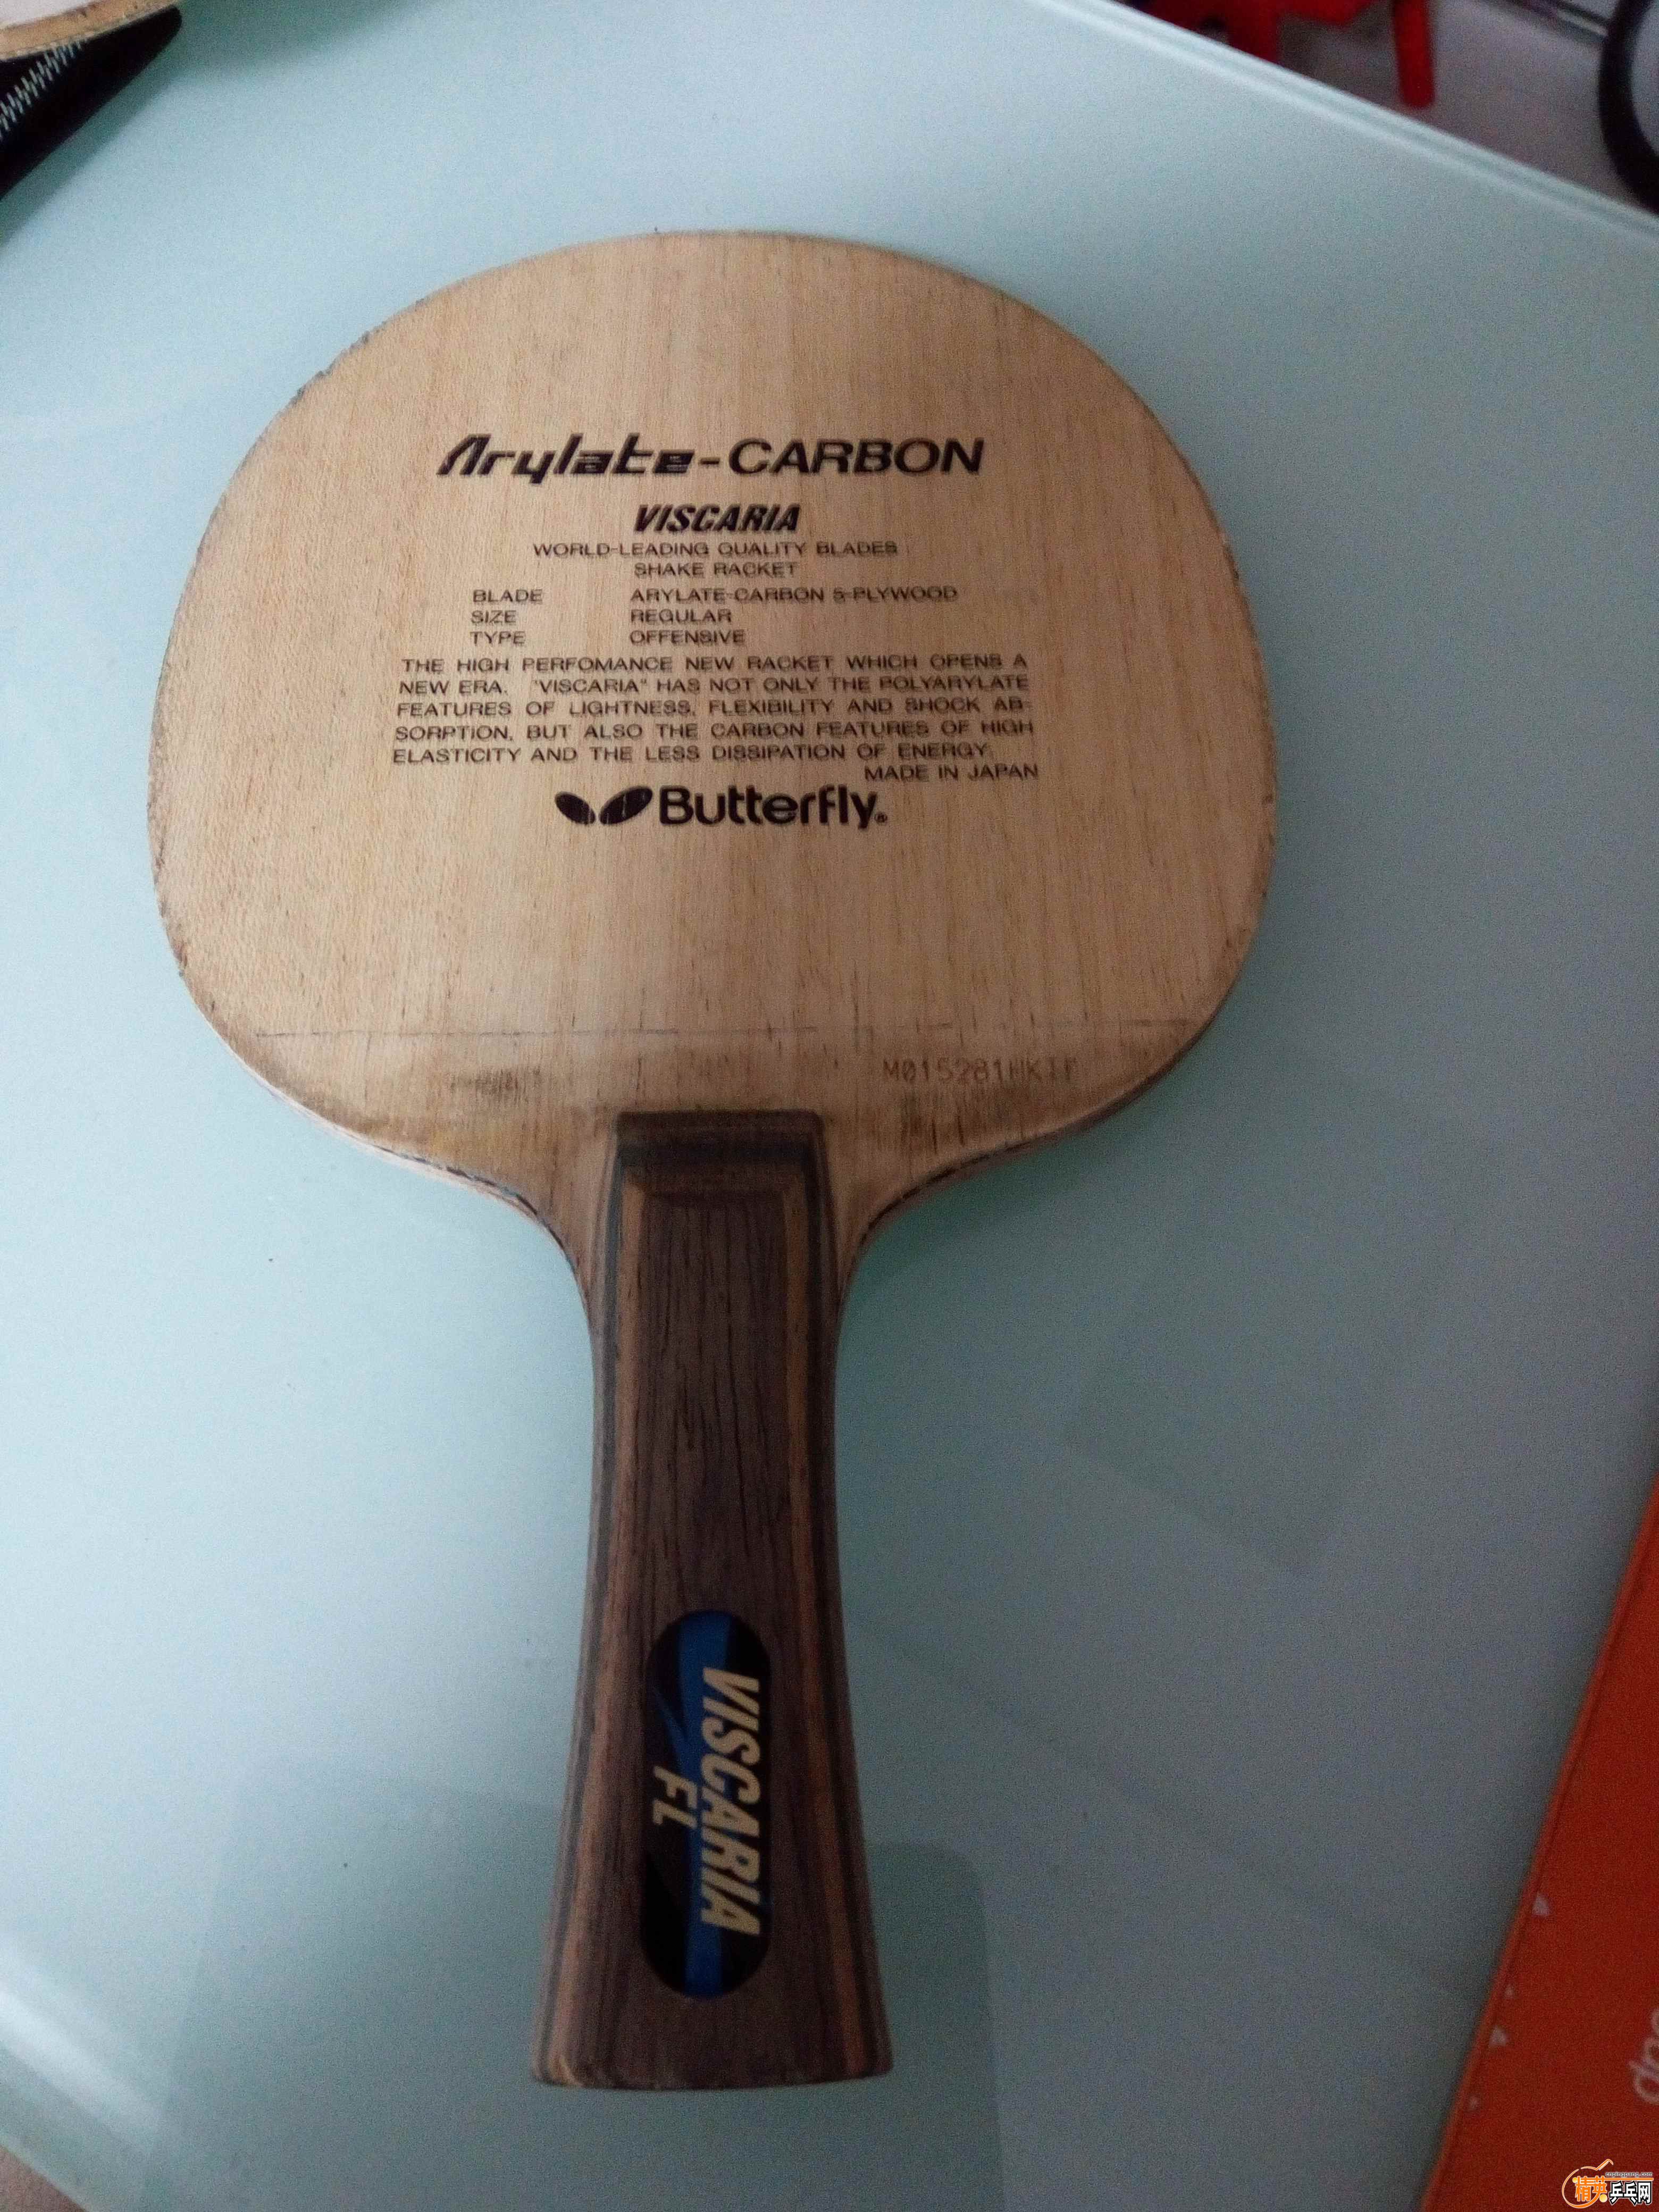 Arylate-CARBON
VISCARIA
WORLD-LEADING QUALITY BLADES
SHAKE RACKET
BLADE ARYLATE-CARBON 5-PLYWOOD
SIZE REGULAR
TYPE OFFENSIVE
THE HIGH PERFOMANCE NEW RACKET WHICH OPENS A
NEW ERA. "VISCARIA" HAS NOT ONLY THE POLYARYLATE
FEATURES OF LIGHTNESS, FLEXIBILITY AND SHOCK AB-
SORPTION, BUT ALSO THE CARBON FEATURES OF HIGH
ELASTICITY AND THE LESS DISSIPATION OF ENERGY.
MADE IN JAPAN
Butterfly®
VISCARIA
FL
精英乒乓网